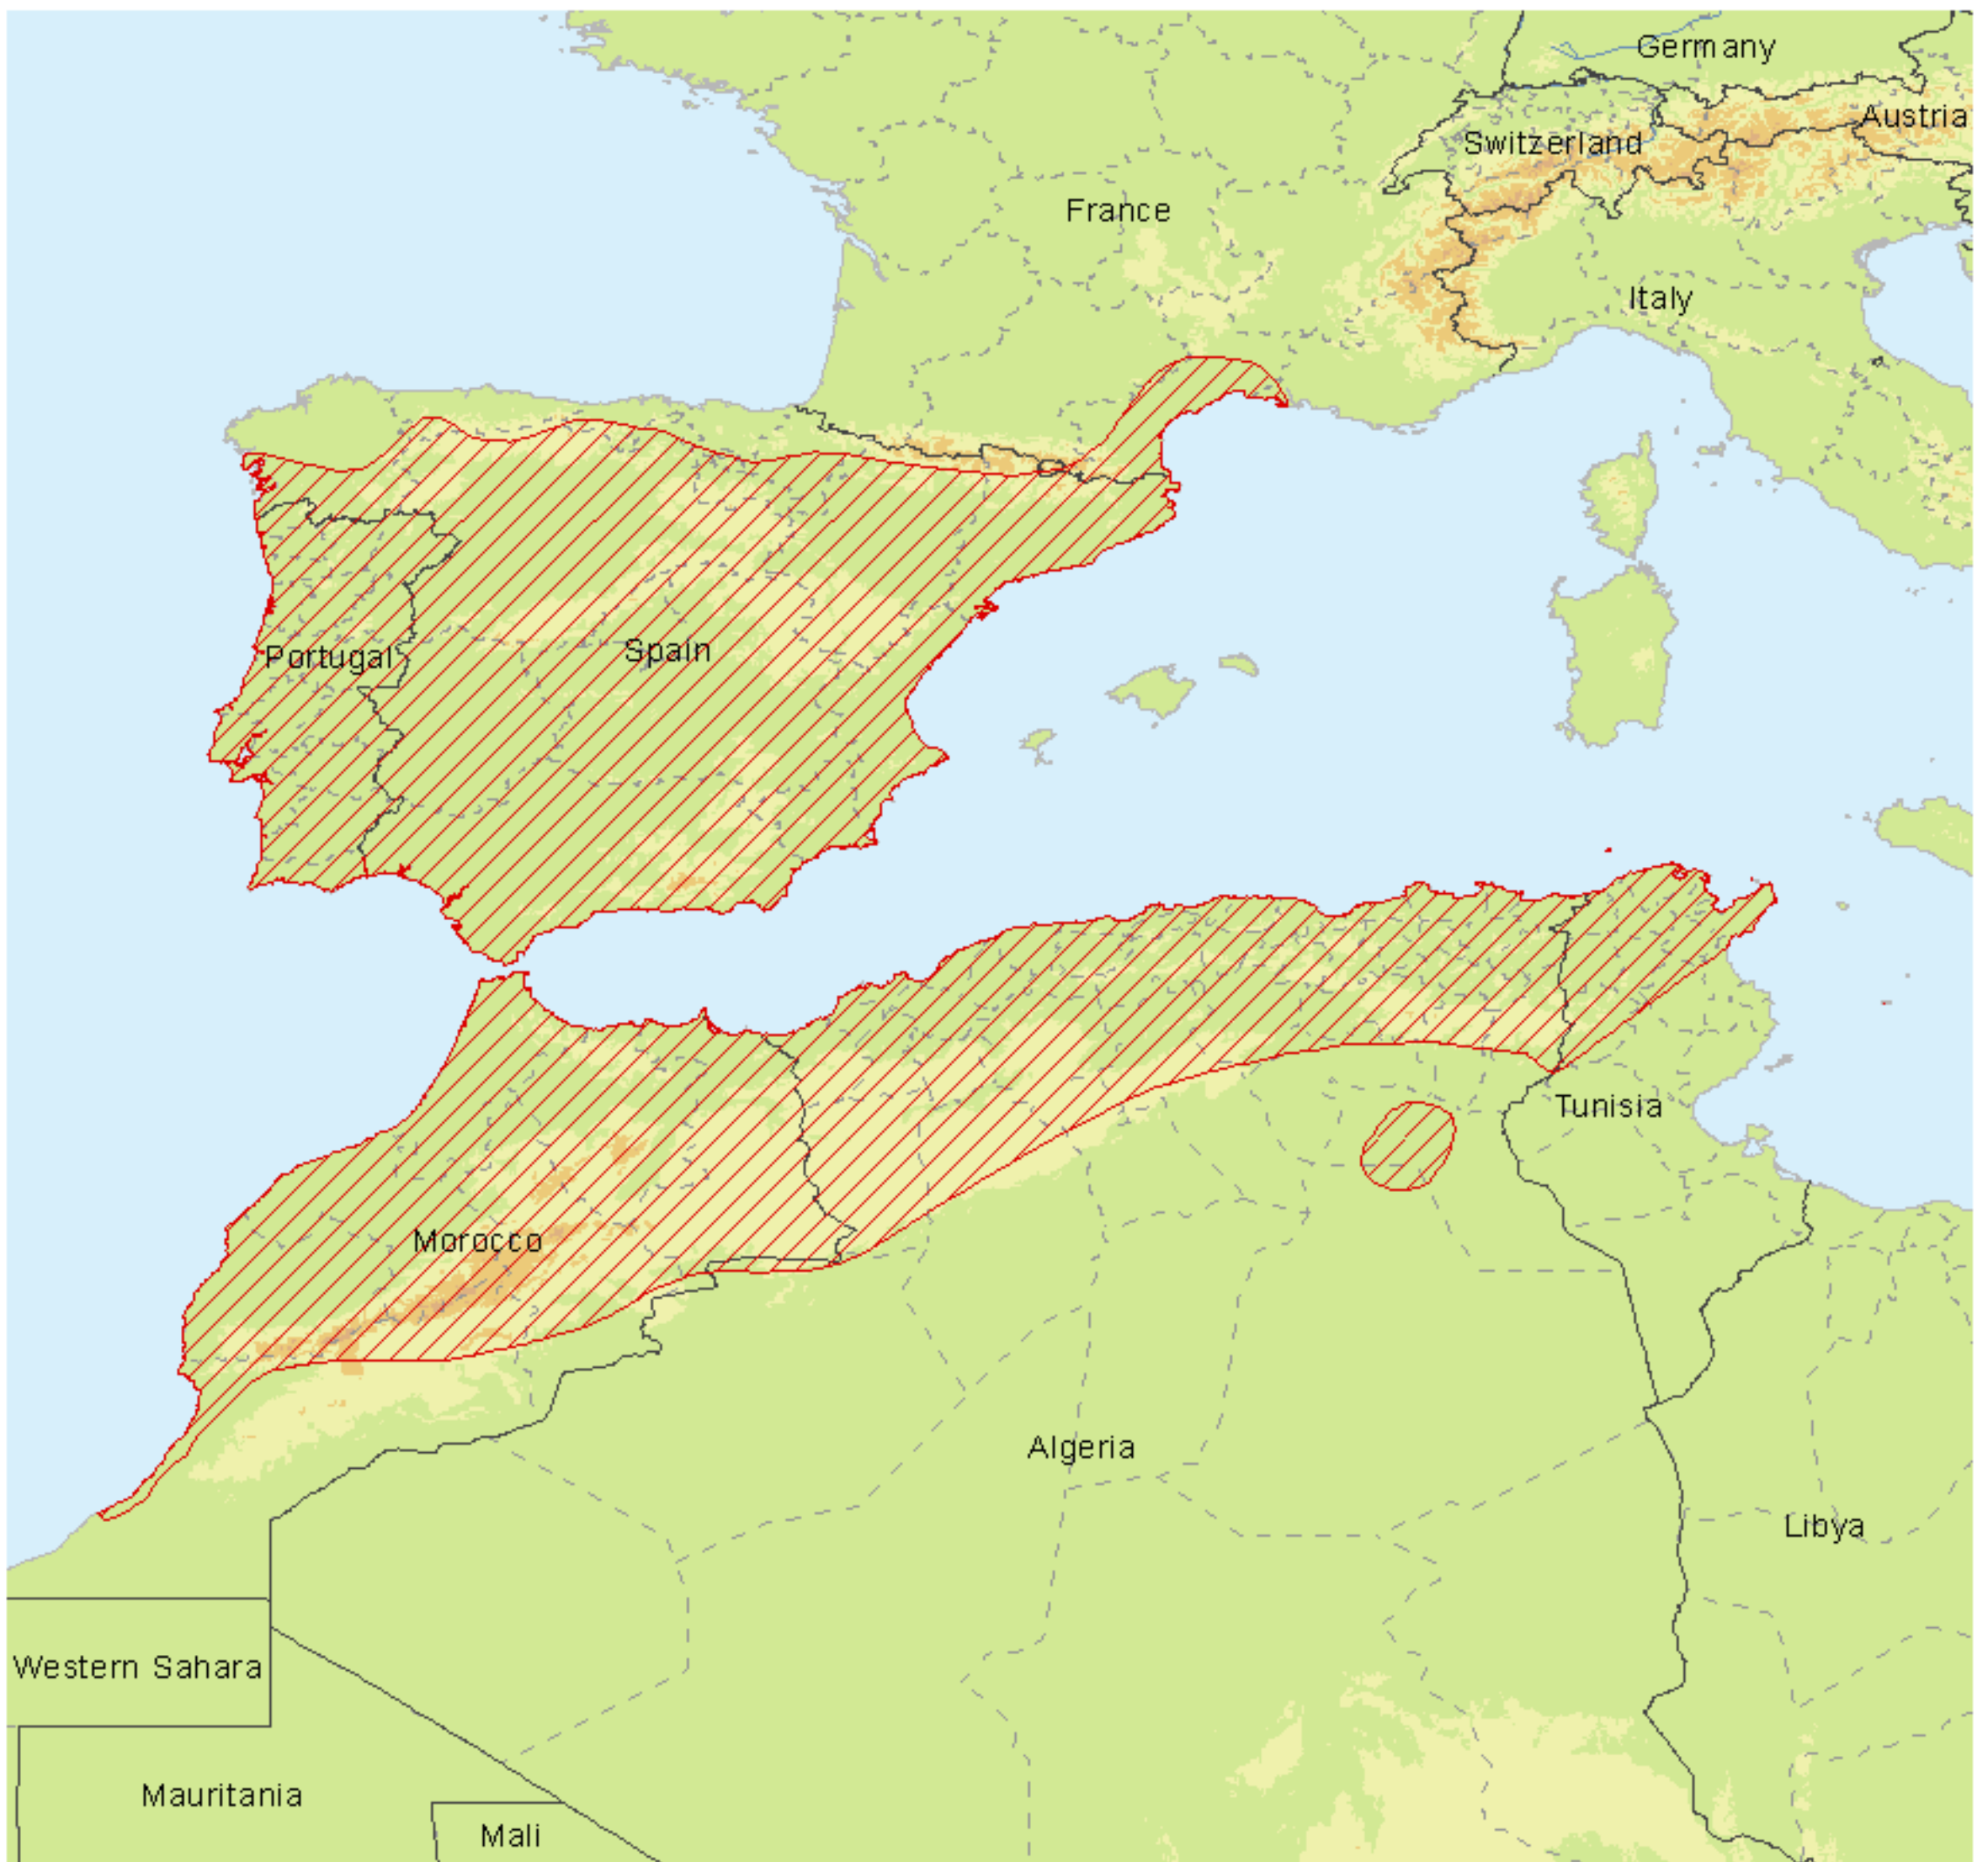 Germany
Austria
Switzerland
France
Italy
Portugal
Spain
Tunisia
Morocco
Algeria
Libya
Western Sahara
Mauritania
Mali